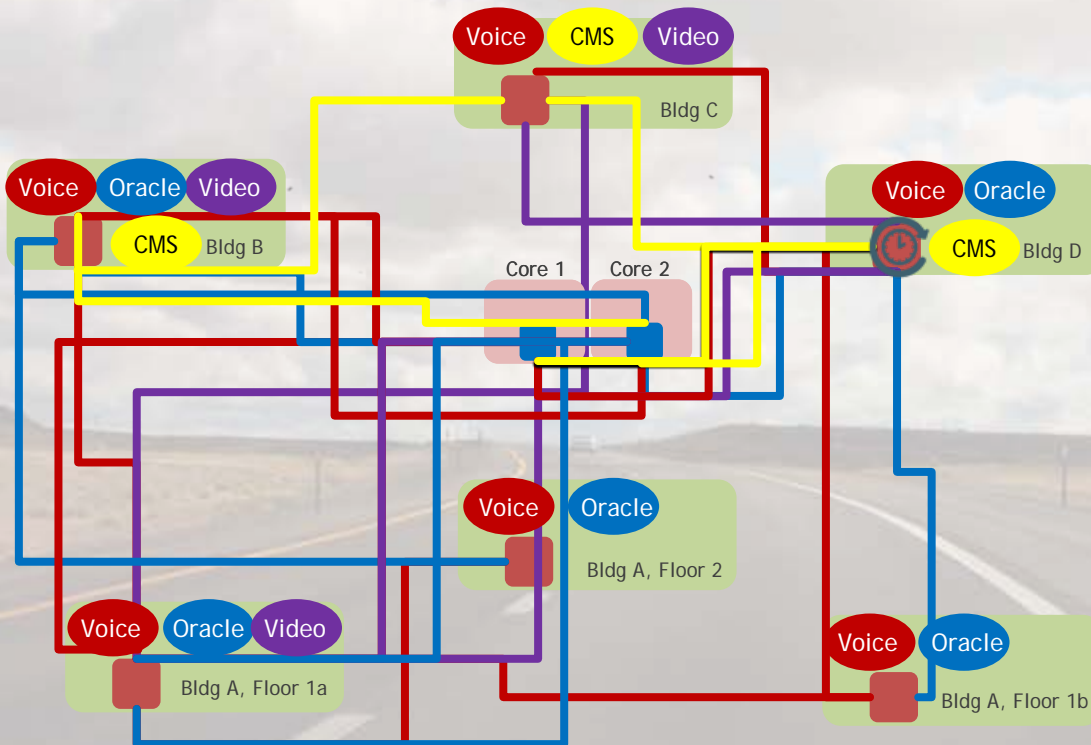 Voice CMS Video
Bldg C
Voice Oracle Video
CMS Bldg B
Voice Oracle
CMS Bldg D
Core 1 Core 2
Voice Oracle
Bldg A, Floor 2
Voice Oracle Video
Bldg A, Floor 1a
Voice Oracle
Bldg A, Floor 1b